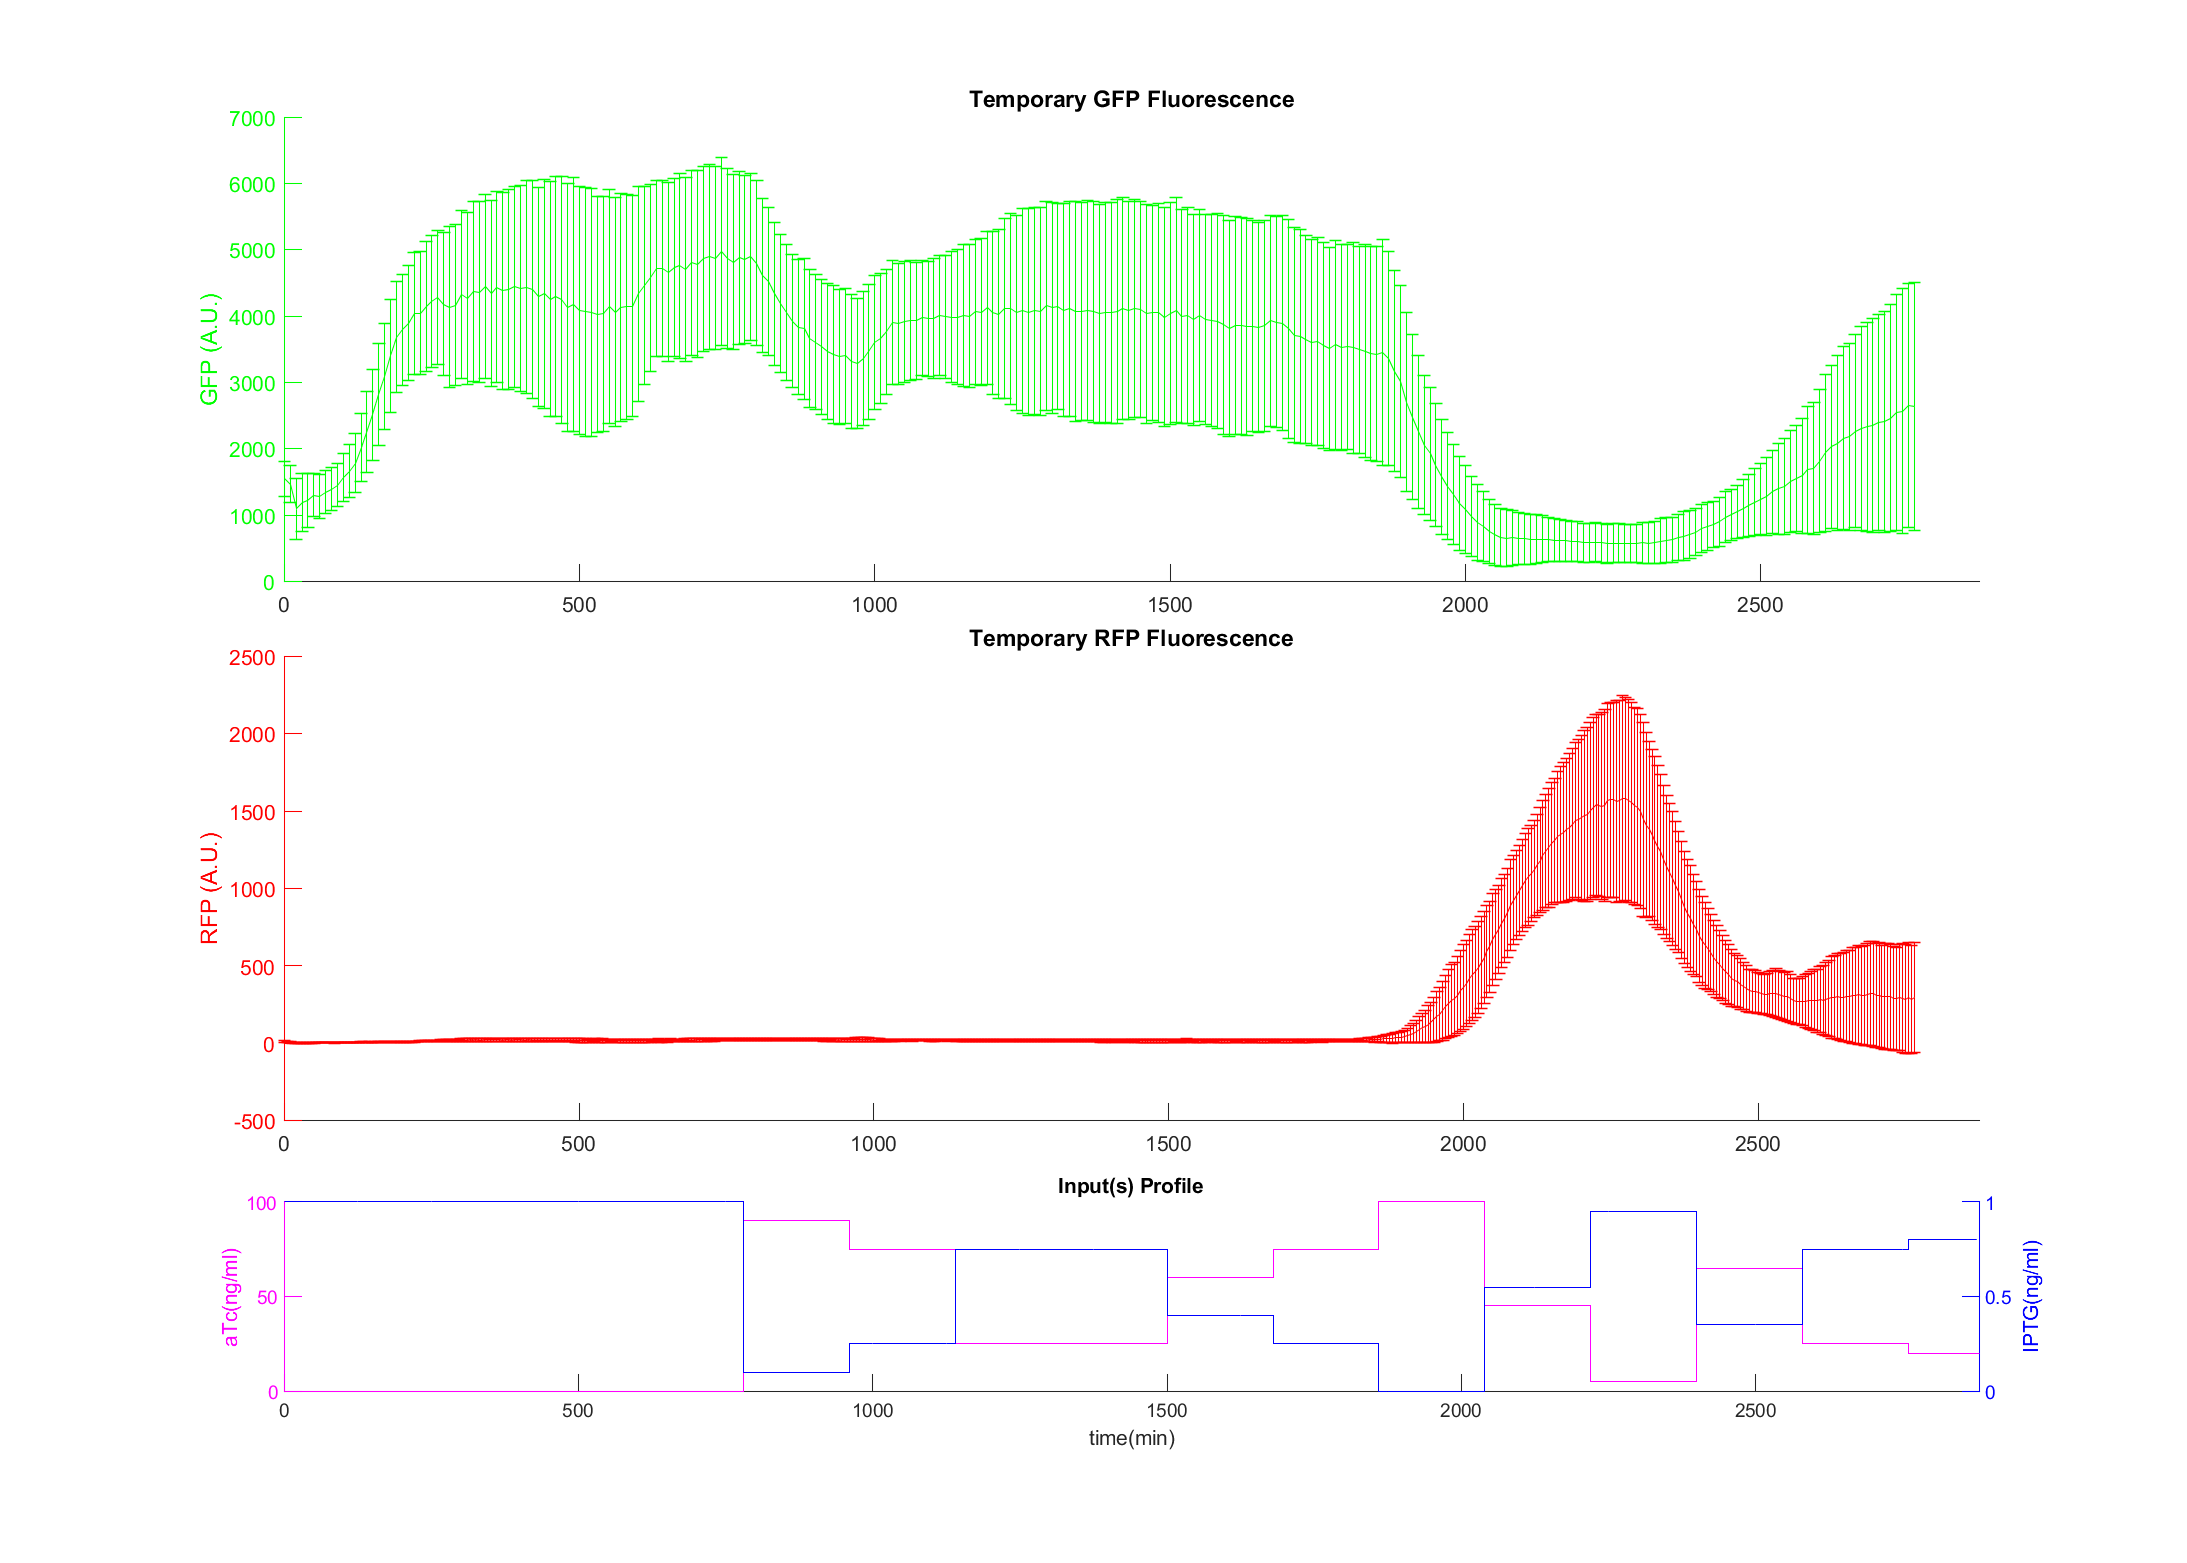 Temporary GFP Fluorescence
7000
6000
5000
4000
3000
2000
1000
0
GFP (A.U.)
0 500 1000 1500 2000 2500
Temporary RFP Fluorescence
2500
2000
1500
1000
500
0
-500
RFP (A.U.)
0 500 1000 1500 2000 2500
Input(s) Profile
100
50
0
aTc(ng/ml)
1
0.5
0
IPTG(ng/ml)
0 500 1000 1500 2000 2500
time(min)